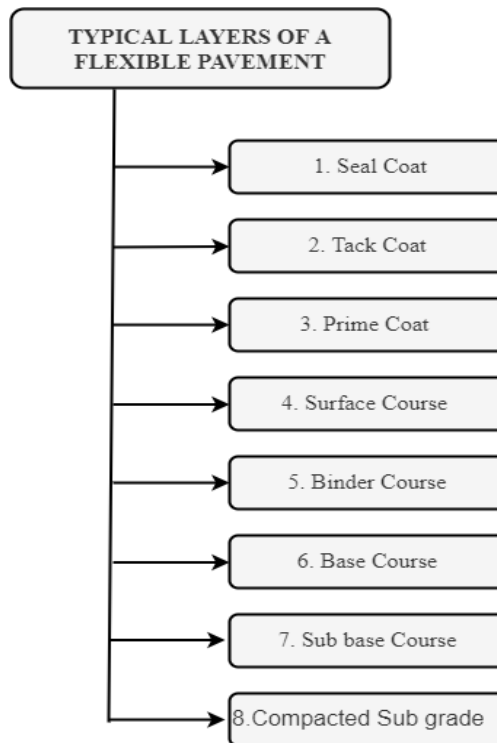 TYPICAL LAYERS OF A
FLEXIBLE PAVEMENT
1. Seal Coat
2. Tack Coat
3. Prime Coat
4. Surface Course
5. Binder Course
6. Base Course
7. Sub base Course
8.Compacted Sub grade